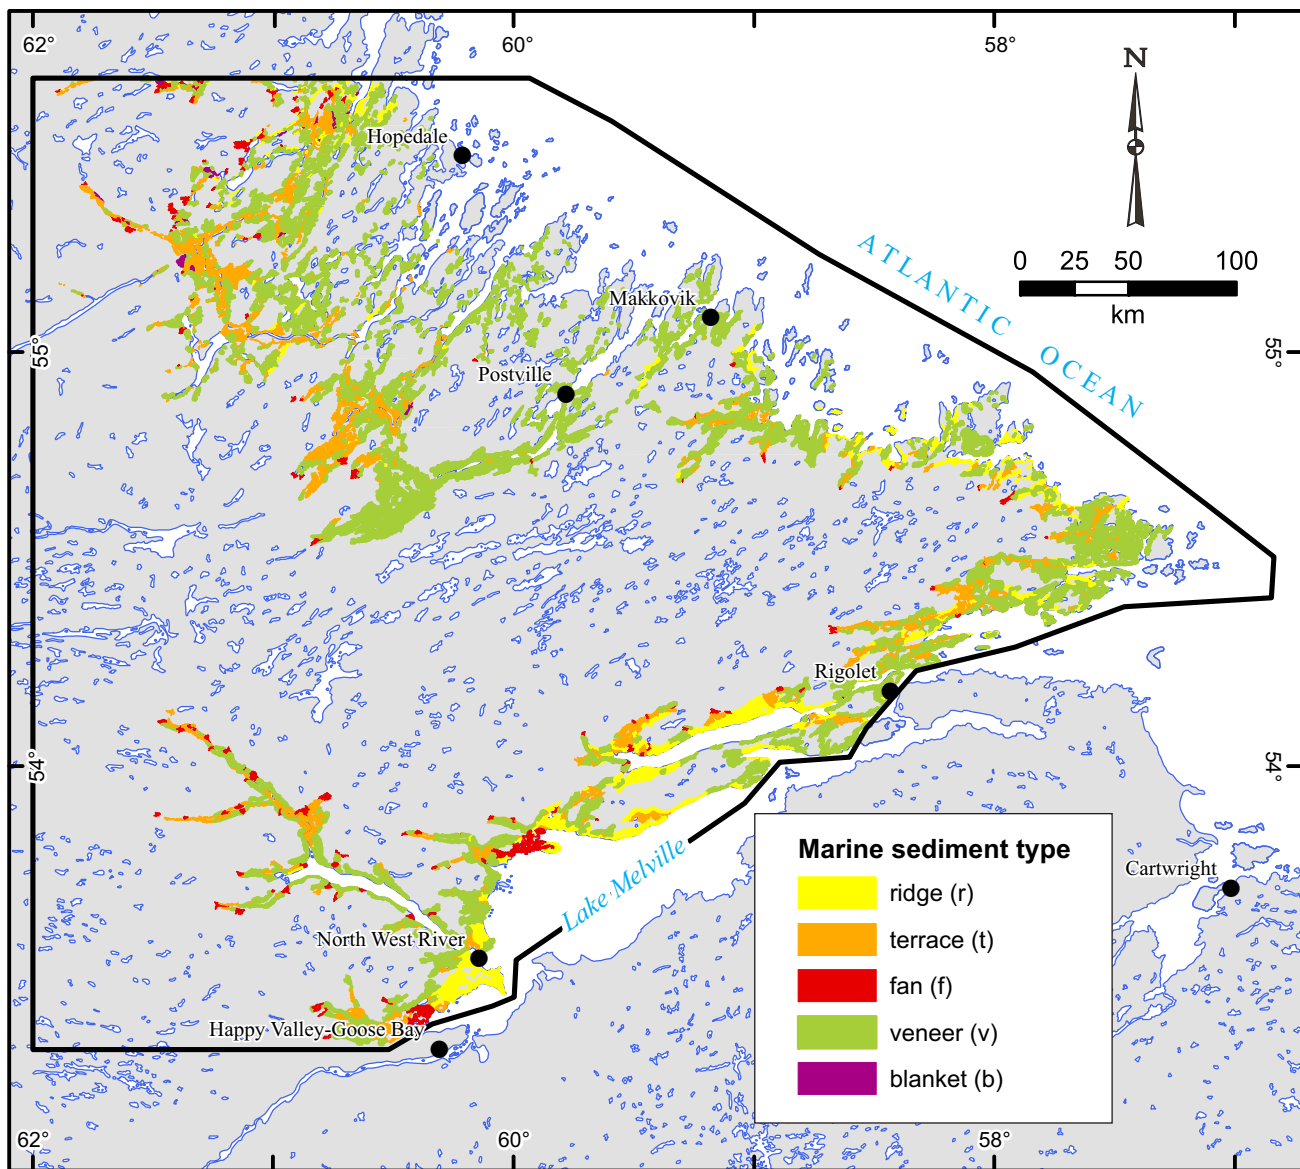 62°
60°
58°
N
Hopedale
ATLANTIC OCEAN
0 25 50 100
km
Makkovik
55°
55°
Postville
Rigolet
54°
54°
Marine sediment type
ridge (r)
terrace (t)
fan (f)
veneer (v)
blanket (b)
Lake Melville
Cartwright
North West River
Happy Valley-Goose Bay
62°
60°
58°